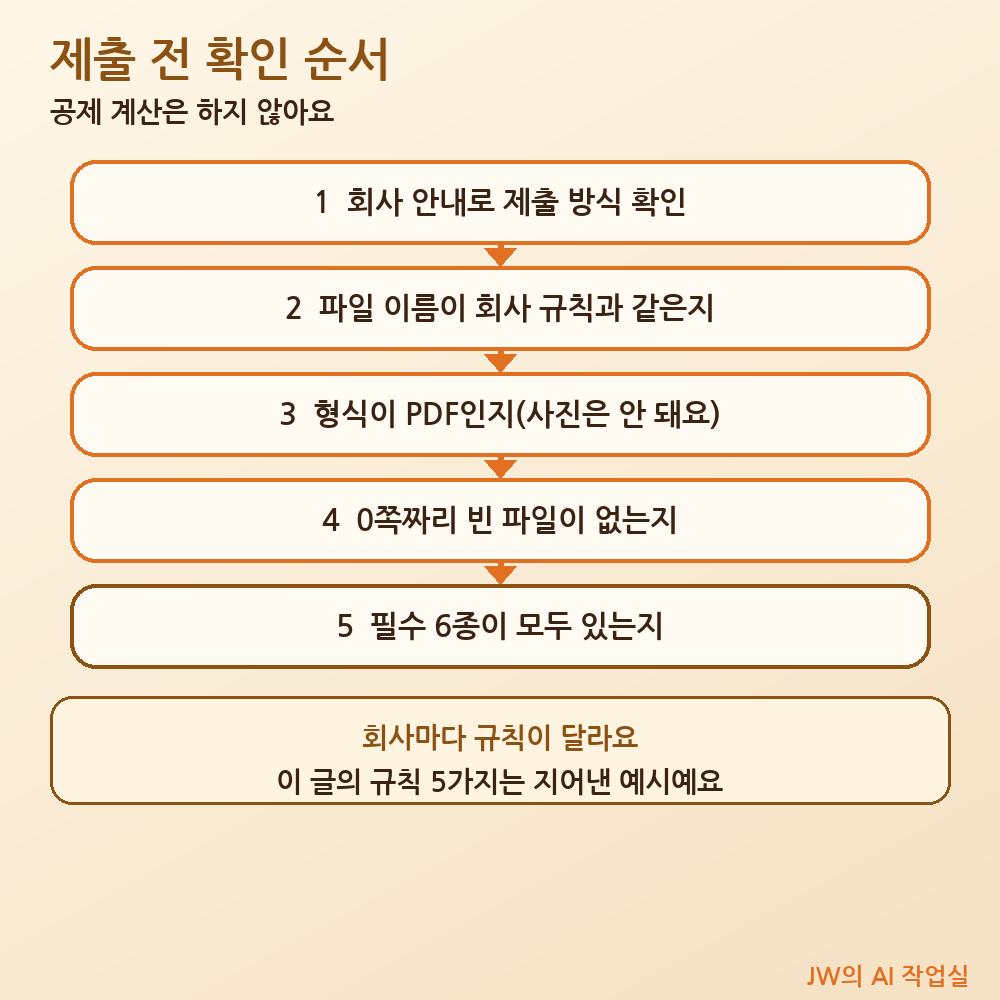 제출 전 확인 순서
공제 계산은 하지 않아요
1 회사 안내로 제출 방식 확인
2 파일 이름이 회사 규칙과 같은지
3 형식이 PDF인지(사진은 안 돼요)
4 0쪽짜리 빈 파일이 없는지
5 필수 6종이 모두 있는지
회사마다 규칙이 달라요
이 글의 규칙 5가지는 지어낸 예시예요
JW의 AI 작업실